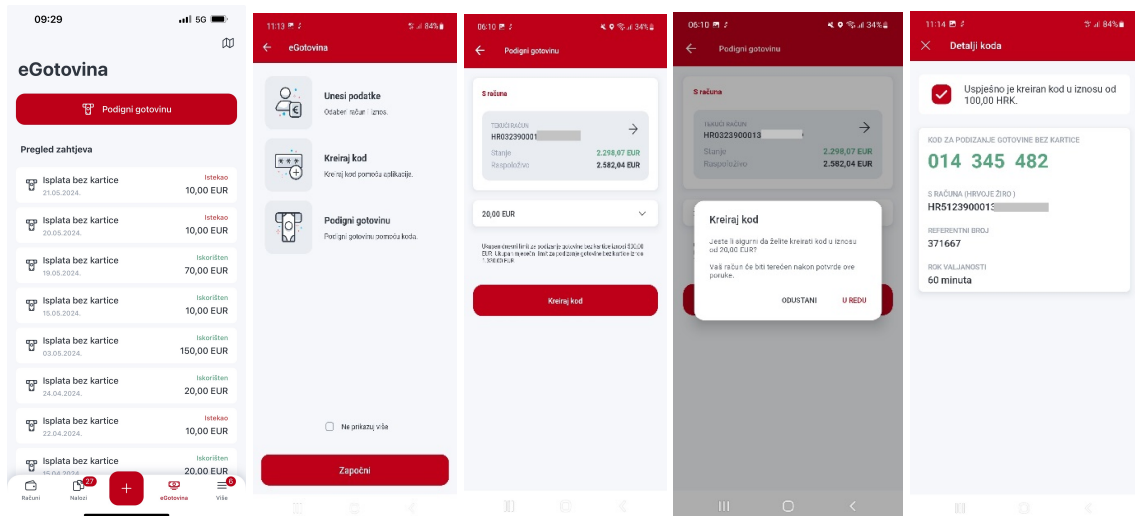 09:29
5G
eGotovina
Podigni gotovinu
Pregled zahtjeva
Isplata bez kartice
Istekao
21.05.2024.
10,00 EUR
Isplata bez kartice
Istekao
20.05.2024.
10,00 EUR
Isplata bez kartice
Iskorišten
19.05.2024.
70,00 EUR
Isplata bez kartice
Iskorišten
15.05.2024.
10,00 EUR
Isplata bez kartice
Iskorišten
03.05.2024.
150,00 EUR
Isplata bez kartice
Iskorišten
24.04.2024.
20,00 EUR
Isplata bez kartice
Istekao
22.04.2024.
10,00 EUR
Isplata bez kartice
Iskorišten
15.04.2024.
20,00 EUR
Računi
Nalozi
27
eGotovina
Više
6
11:13
84%
eGotovina
Unesi podatke
Odaberi račun i iznos.
Kreiraj kod
Kreiraj kod pomoću aplikacije.
Podigni gotovinu
Podigni gotovinu pomoću koda.
Ne prikazuj više
Započni
06:10
34%
Podigni gotovinu
S računa
TEKUĆI RAČUN
HR032390001
Stanje
2.298,07 EUR
Raspoloživo
2.582,04 EUR
20,00 EUR
Kreiraj kod
06:10
34%
Podigni gotovinu
S računa
TEKUĆI RAČUN
HR0323900013
Stanje
2.298,07 EUR
Raspoloživo
2.582,04 EUR
Kreiraj kod
Jeste li sigurni da želite kreirati kod u iznosu
od 20,00 EUR?
Vaš račun će biti terećen nakon potvrde ove
poruke.
ODUSTANI
U REDU
11:14
84%
Detalji koda
Uspješno je kreiran kod u iznosu od
100,00 HRK.
KOD ZA PODIZANJE GOTOVINE BEZ KARTICE
014 345 482
S RAČUNA (HRVOJE ŽIRO )
HR512390001
REFERENTNI BROJ
371667
ROK VALJANOSTI
60 minuta